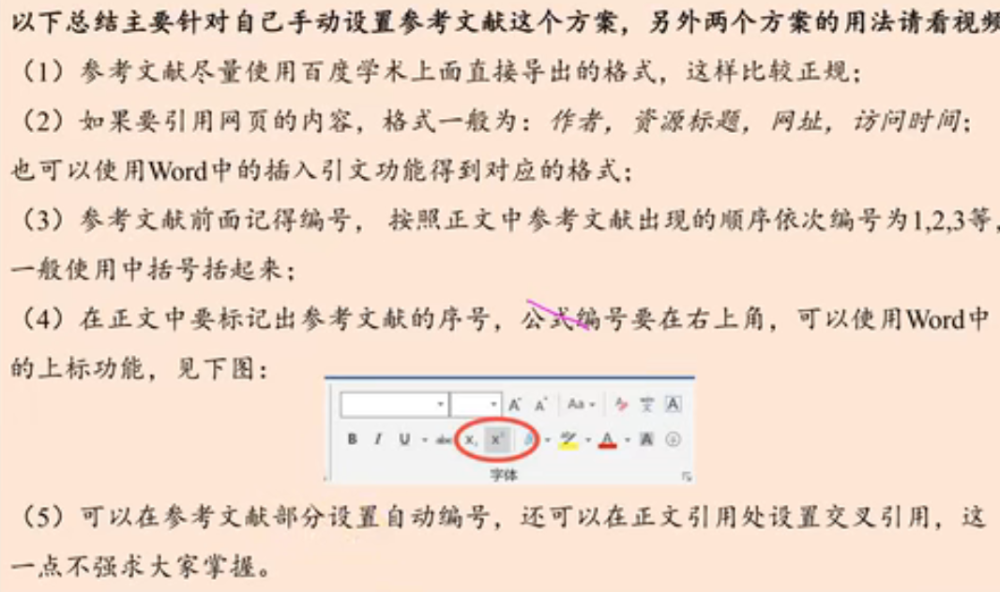 以下总结主要针对自己手动设置参考文献这个方案，另外两个方案的用法请看视频
（1）参考文献尽量使用百度学术上面直接导出的格式，这样比较正规；
（2）如果要引用网页的内容，格式一般为：作者，资源标题，网址，访问时间；
也可以使用Word中的插入引文功能得到对应的格式；
（3）参考文献前面记得编号， 按照正文中参考文献出现的顺序依次编号为1,2,3等，
一般使用中括号括起来；
（4）在正文中要标记出参考文献的序号，公式编号要在右上角，可以使用Word中
的上标功能，见下图：
Aa A
B I U abc X₂ X² A A
字体
（5）可以在参考文献部分设置自动编号，还可以在正文引用处设置交叉引用，这
一点不强求大家掌握。